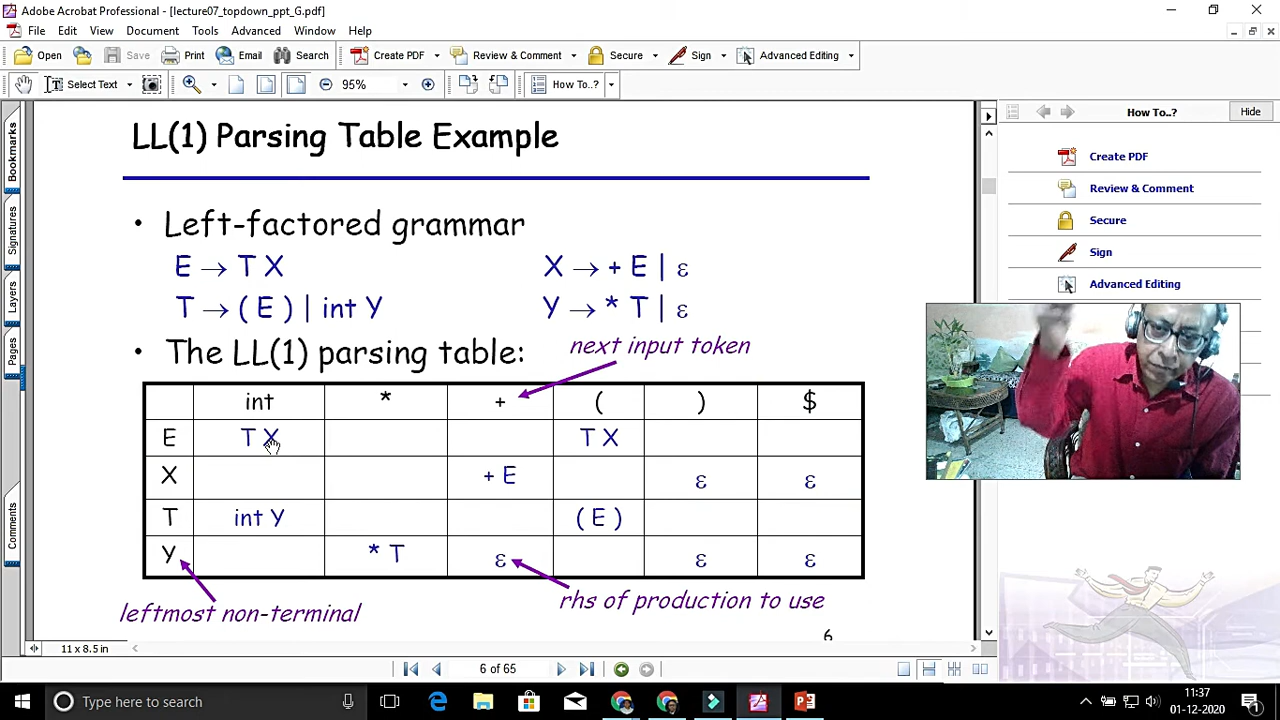 Adobe Acrobat Professional - [lecture07_topdown_ppt_G.pdf]
File Edit View Document Tools Advanced Window Help
Open Save Print Email Search Create PDF Review & Comment Secure Sign Advanced Editing
Select Text 95% How To..?
How To..? Hide
Create PDF
Review & Comment
Secure
Sign
Advanced Editing
Bookmarks
Signatures
Layers
Pages
Comments
LL(1) Parsing Table Example
• Left-factored grammar
E → T X X → + E | ε
T → ( E ) | int Y Y → * T | ε
• The LL(1) parsing table:
next input token
int * + ( ) $
E T X T X
X + E ε ε
T int Y ( E )
Y * T ε ε ε
leftmost non-terminal
rhs of production to use
6
11 x 8.5 in
6 of 65
Type here to search
11:37
01-12-2020
1